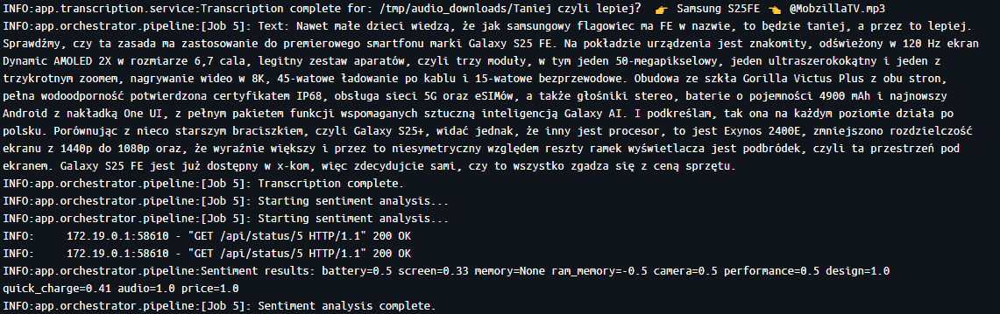 INFO:app.transcription.service:Transcription complete for: /tmp/audio_downloads/Taniej czyli lepiej? 👉 Samsung S25FE 👈 @MobzillaTV.mp3
INFO:app.orchestrator.pipeline:[Job 5]: Text: Nawet małe dzieci wiedzą, że jak samsungowy flagowiec ma FE w nazwie, to będzie taniej, a przez to lepiej.
Sprawdźmy, czy ta zasada ma zastosowanie do premierowego smartfonu marki Galaxy S25 FE. Na pokładzie urządzenia jest znakomity, odświeżony w 120 Hz ekran
Dynamic AMOLED 2X w rozmiarze 6,7 cala, legitny zestaw aparatów, czyli trzy moduły, w tym jeden 50-megapikselowy, jeden ultraszerokokątny i jeden z
trzykrotnym zoomem, nagrywanie wideo w 8K, 45-watowe ładowanie po kablu i 15-watowe bezprzewodowe. Obudowa ze szkła Gorilla Victus Plus z obu stron,
pełna wodoodporność potwierdzona certyfikatem IP68, obsługa sieci 5G oraz eSIMów, a także głośniki stereo, baterie o pojemności 4900 mAh i najnowszy
Android z nakładką One UI, z pełnym pakietem funkcji wspomaganych sztuczną inteligencją Galaxy AI. I podkreślam, tak ona na każdym poziomie działa po
polsku. Porównując z nieco starszym braciszkiem, czyli Galaxy S25+, widać jednak, że inny jest procesor, to jest Exynos 2400E, zmniejszono rozdzielczość
ekranu z 1440p do 1080p oraz, że wyraźnie większy i przez to niesymetryczny względem reszty ramek wyświetlacza jest podbródek, czyli ta przestrzeń pod
ekranem. Galaxy S25 FE jest już dostępny w x-kom, więc zdecydujcie sami, czy to wszystko zgadza się z ceną sprzętu.
INFO:app.orchestrator.pipeline:[Job 5]: Transcription complete.
INFO:app.orchestrator.pipeline:[Job 5]: Starting sentiment analysis...
INFO:app.orchestrator.pipeline:[Job 5]: Starting sentiment analysis...
INFO:     172.19.0.1:58610 - "GET /api/status/5 HTTP/1.1" 200 OK
INFO:     172.19.0.1:58610 - "GET /api/status/5 HTTP/1.1" 200 OK
INFO:app.orchestrator.pipeline:Sentiment results: battery=0.5 screen=0.33 memory=None ram_memory=-0.5 camera=0.5 performance=0.5 design=1.0
quick_charge=0.41 audio=1.0 price=1.0
INFO:app.orchestrator.pipeline:[Job 5]: Sentiment analysis complete.